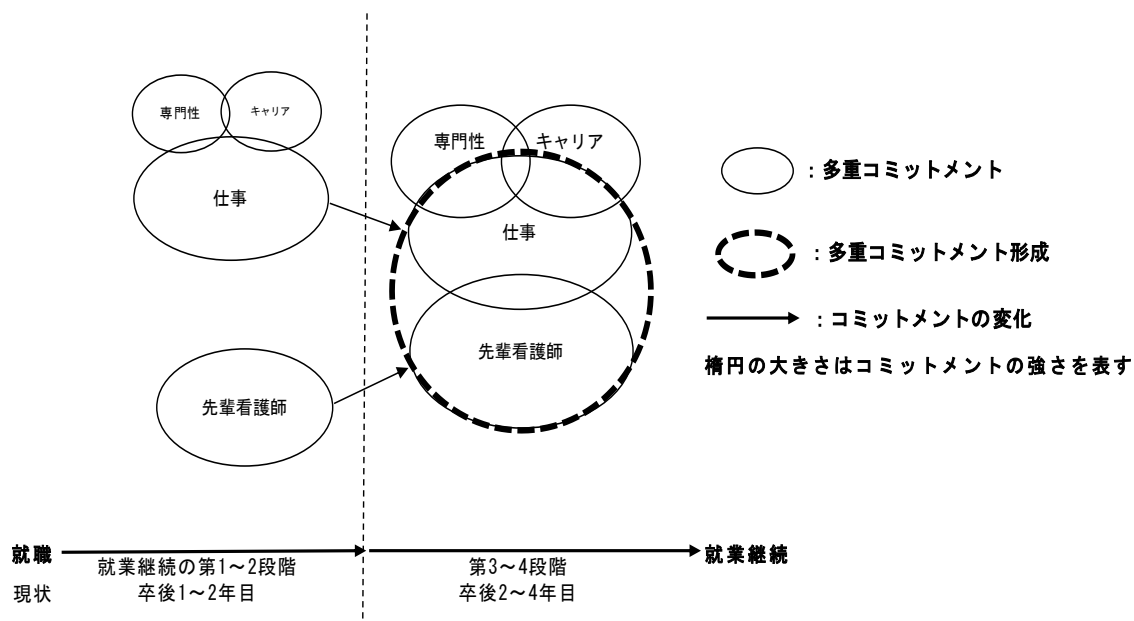 専門性
キャリア
仕事
先輩看護師
専門性
キャリア
仕事
先輩看護師
：多重コミットメント
：多重コミットメント形成
：コミットメントの変化
楕円の大きさはコミットメントの強さを表す
就職
就業継続の第1～2段階
第3～4段階
就業継続
現状
卒後1～2年目
卒後2～4年目